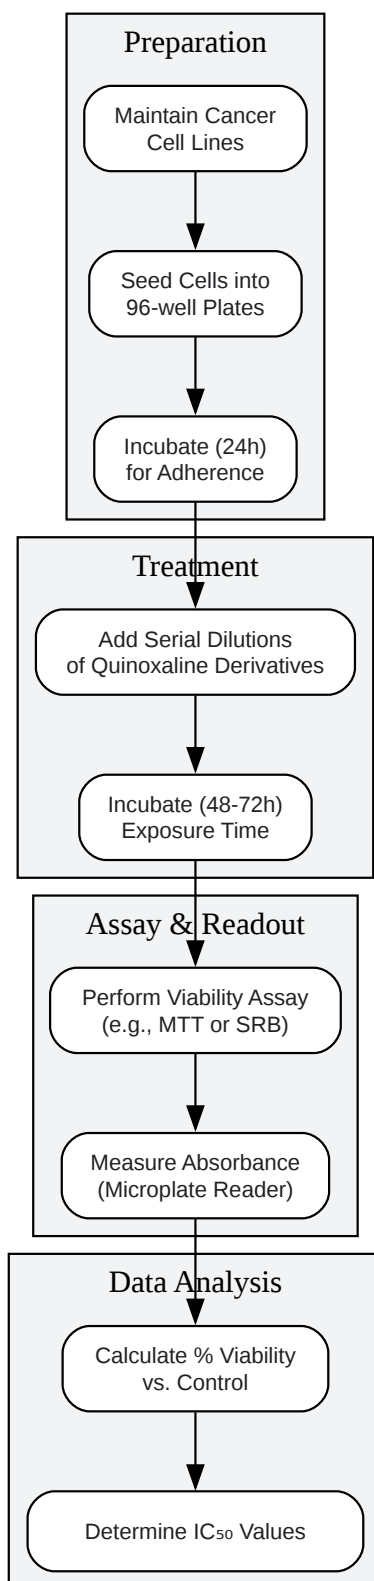 Preparation
Maintain Cancer
Cell Lines
Seed Cells into
96-well Plates
Incubate (24h)
for Adherence
Treatment
Add Serial Dilutions
of Quinoxaline Derivatives
Incubate (48-72h)
Exposure Time
Assay & Readout
Perform Viability Assay
(e.g., MTT or SRB)
Measure Absorbance
(Microplate Reader)
Data Analysis
Calculate % Viability
vs. Control
Determine IC₅₀ Values